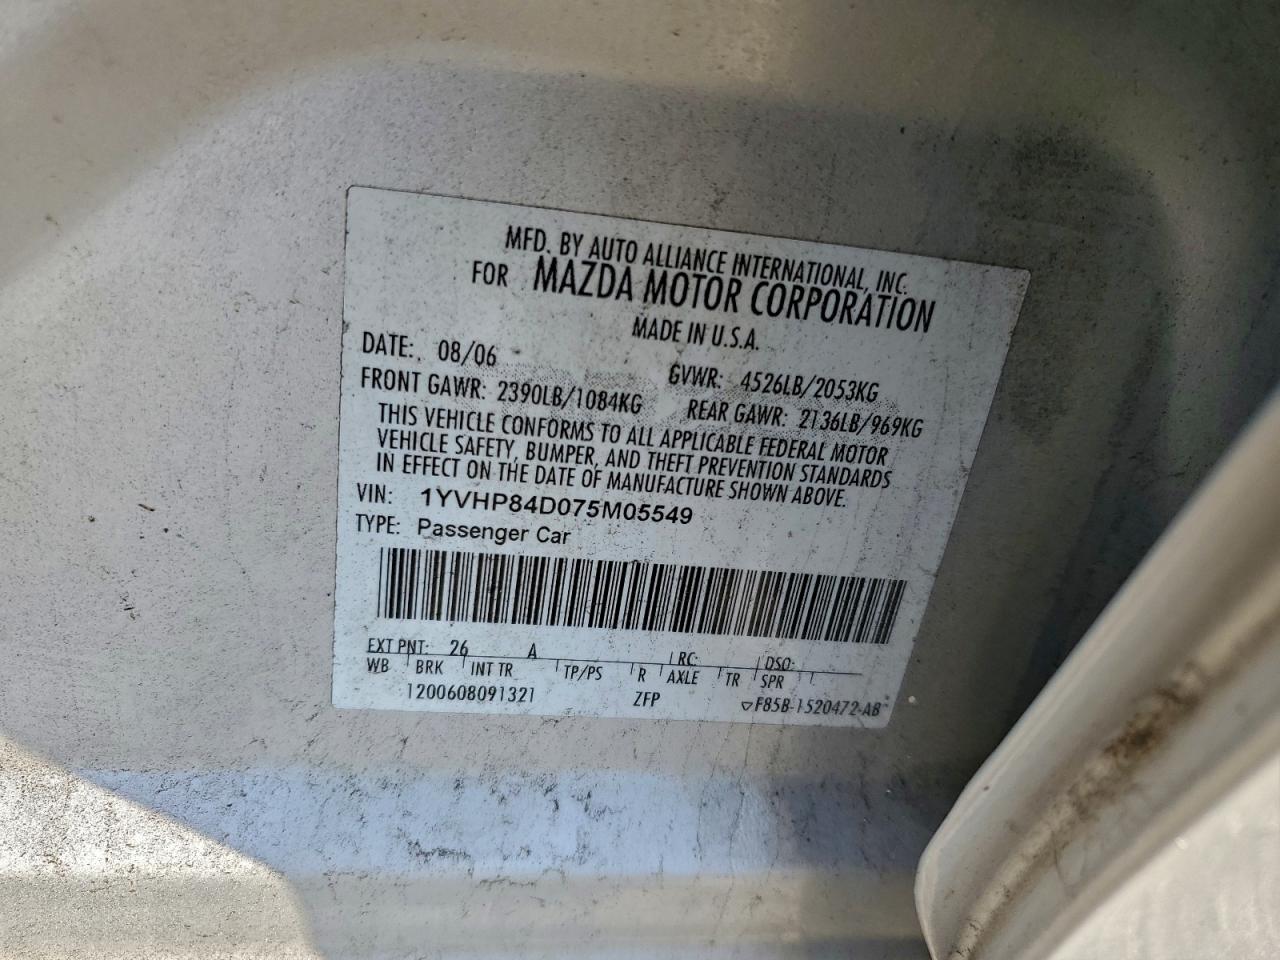 MFD. BY AUTO ALLIANCE INTERNATIONAL, INC.
FOR MAZDA MOTOR CORPORATION
MADE IN U.S.A.
DATE: 08/06 GVWR: 4526LB/2053KG
FRONT GAWR: 2390LB/1084KG REAR GAWR: 2136LB/969KG
THIS VEHICLE CONFORMS TO ALL APPLICABLE FEDERAL MOTOR
VEHICLE SAFETY, BUMPER, AND THEFT PREVENTION STANDARDS
IN EFFECT ON THE DATE OF MANUFACTURE SHOWN ABOVE.
VIN: 1YVHP84D075M05549
TYPE: Passenger Car
EXT PNT: 26 A RC: DSO:
WB BRK INT TR TP/PS R AXLE TR SPR
1200608091321 ZFP ▽F85B-1520472-AB